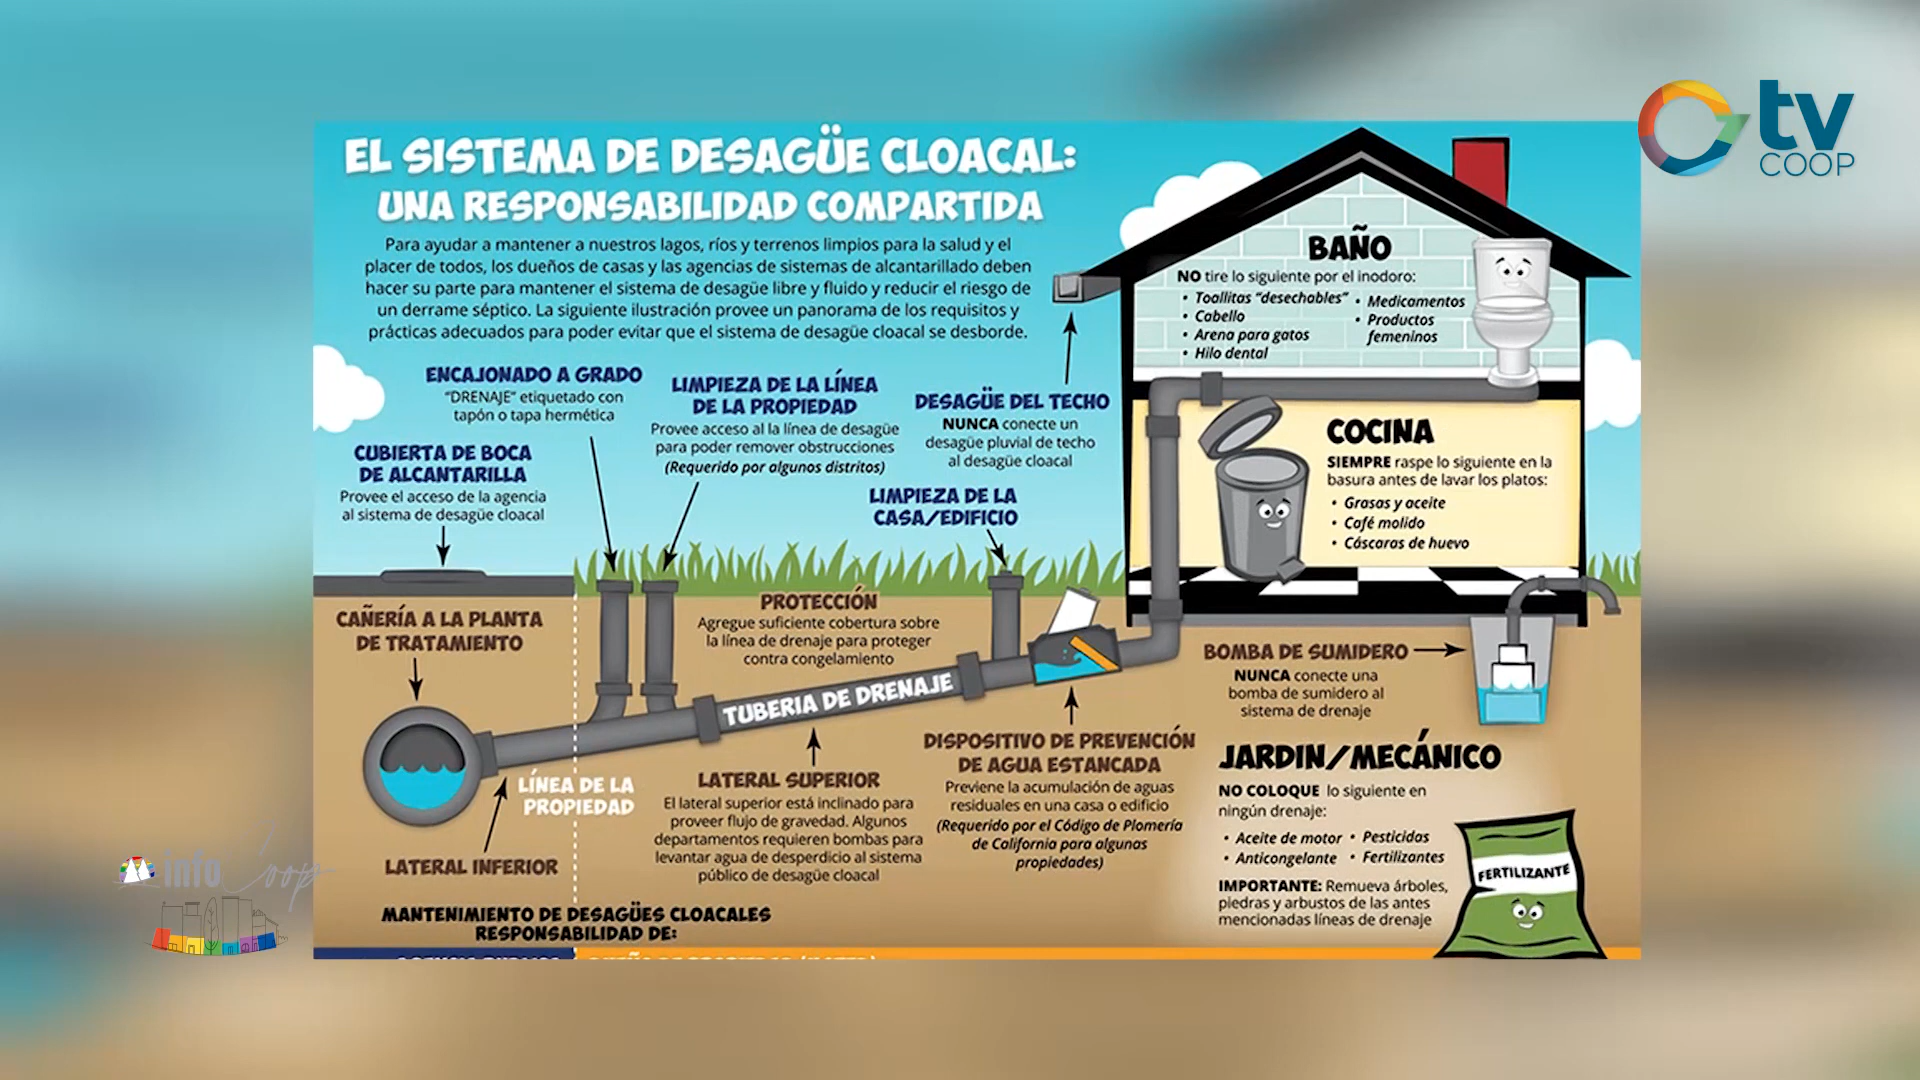 tv
COOP
EL SISTEMA DE DESAGÜE CLOACAL:
UNA RESPONSABILIDAD COMPARTIDA
Para ayudar a mantener a nuestros lagos, ríos y terrenos limpios para la salud y el
placer de todos, los dueños de casas y las agencias de sistemas de alcantarillado deben
hacer su parte para mantener el sistema de desagüe libre y fluido y reducir el riesgo de
un derrame séptico. La siguiente ilustración provee un panorama de los requisitos y
prácticas adecuados para poder evitar que el sistema de desagüe cloacal se desborde.
ENCAJONADO A GRADO
"DRENAJE" etiquetado con
tapón o tapa hermética
LIMPIEZA DE LA LÍNEA
DE LA PROPIEDAD
Provee acceso al la línea de desagüe
para poder remover obstrucciones
(Requerido por algunos distritos)
DESAGÜE DEL TECHO
NUNCA conecte un
desagüe pluvial de techo
al desagüe cloacal
CUBIERTA DE BOCA
DE ALCANTARILLA
Provee el acceso de la agencia
al sistema de desagüe cloacal
LIMPIEZA DE LA
CASA/EDIFICIO
BAÑO
NO tire lo siguiente por el inodoro:
• Toallitas "desechables"
• Cabello
• Arena para gatos
• Hilo dental
• Medicamentos
• Productos
femeninos
COCINA
SIEMPRE raspe lo siguiente en la
basura antes de lavar los platos:
• Grasas y aceite
• Café molido
• Cáscaras de huevo
CAÑERÍA A LA PLANTA
DE TRATAMIENTO
PROTECCIÓN
Agregue suficiente cobertura sobre
la línea de drenaje para proteger
contra congelamiento
TUBERIA DE DRENAJE
BOMBA DE SUMIDERO
NUNCA conecte una
bomba de sumidero al
sistema de drenaje
LÍNEA DE LA
PROPIEDAD
LATERAL SUPERIOR
El lateral superior está inclinado para
proveer flujo de gravedad. Algunos
departamentos requieren bombas para
levantar agua de desperdicio al sistema
público de desagüe cloacal
DISPOSITIVO DE PREVENCIÓN
DE AGUA ESTANCADA
Previene la acumulación de aguas
residuales en una casa o edificio
(Requerido por el Código de Plomería
de California para algunas
propiedades)
JARDIN/MECÁNICO
NO COLOQUE lo siguiente en
ningún drenaje:
• Aceite de motor • Pesticidas
• Anticongelante • Fertilizantes
IMPORTANTE: Remueva árboles,
piedras y arbustos de las antes
mencionadas líneas de drenaje
FERTILIZANTE
LATERAL INFERIOR
MANTENIMIENTO DE DESAGÜES CLOACALES
RESPONSABILIDAD DE:
info Coop